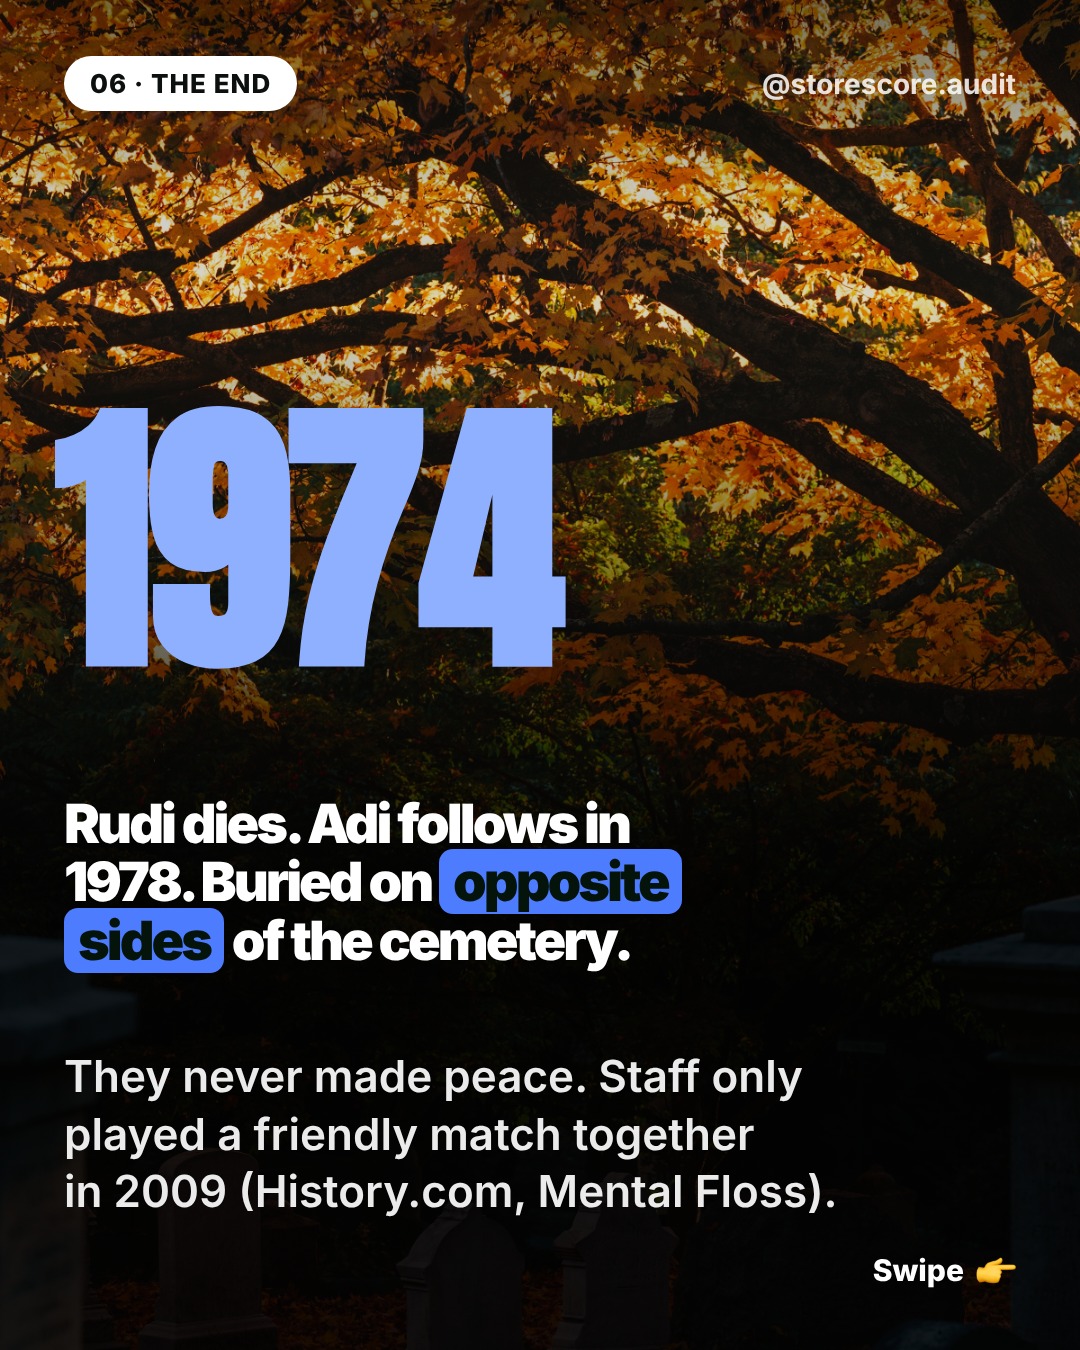 06 · THE END
@storescore.audit
1974
Rudi dies. Adi follows in
1978. Buried on opposite
sides of the cemetery.
They never made peace. Staff only
played a friendly match together
in 2009 (History.com, Mental Floss).
Swipe 👉